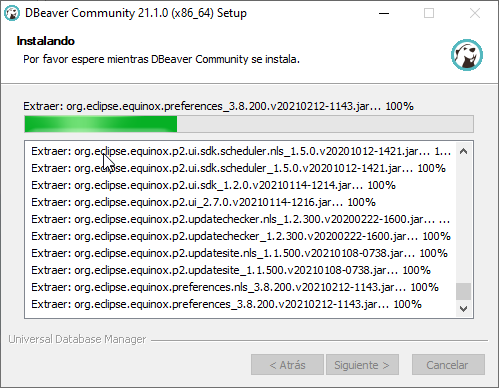 DBeaver Community 21.1.0 (x86_64) Setup
Instalando
Por favor espere mientras DBeaver Community se instala.
Extraer: org.eclipse.equinox.preferences_3.8.200.v20210212-1143.jar... 100%
Extraer: org.eclipse.equinox.p2.ui.sdk.scheduler.nls_1.5.0.v20201012-1421.jar... 1...
Extraer: org.eclipse.equinox.p2.ui.sdk.scheduler_1.5.0.v20201012-1421.jar... 100%
Extraer: org.eclipse.equinox.p2.ui.sdk_1.2.0.v20210114-1214.jar... 100%
Extraer: org.eclipse.equinox.p2.ui_2.7.0.v20210114-1216.jar... 100%
Extraer: org.eclipse.equinox.p2.updatechecker.nls_1.2.300.v20200222-1600.jar... ...
Extraer: org.eclipse.equinox.p2.updatechecker_1.2.300.v20200222-1600.jar... 100%
Extraer: org.eclipse.equinox.p2.updatesite.nls_1.1.500.v20210108-0738.jar... 100%
Extraer: org.eclipse.equinox.p2.updatesite_1.1.500.v20210108-0738.jar... 100%
Extraer: org.eclipse.equinox.preferences.nls_3.8.200.v20210212-1143.jar... 100%
Extraer: org.eclipse.equinox.preferences_3.8.200.v20210212-1143.jar... 100%
Universal Database Manager
< Atrás
Siguiente >
Cancelar